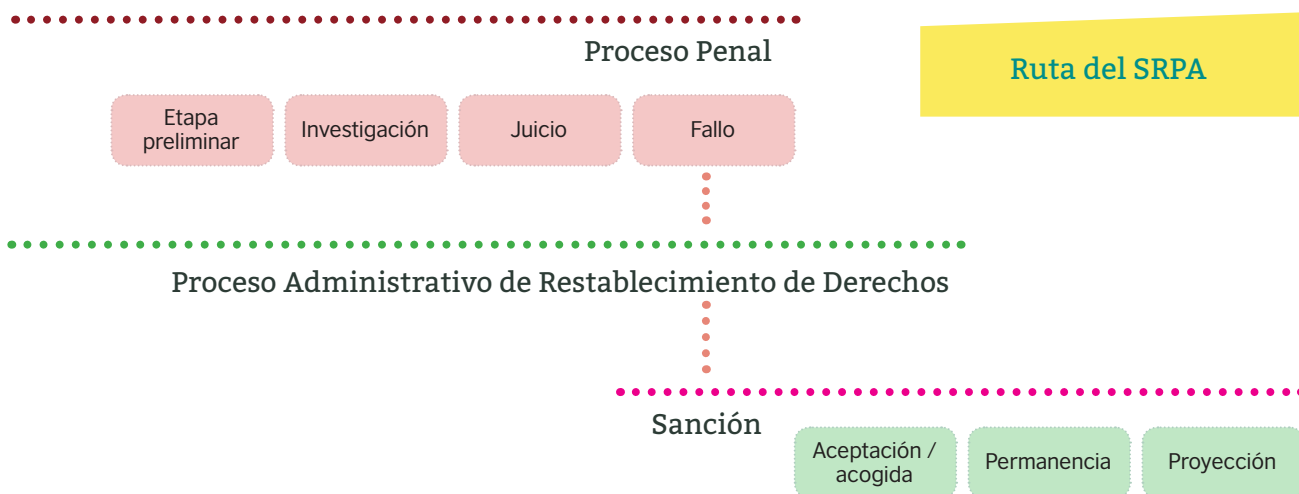 Proceso Penal
Ruta del SRPA
Etapa
preliminar
Investigación
Juicio
Fallo
Proceso Administrativo de Restablecimiento de Derechos
Sanción
Aceptación /
acogida
Permanencia
Proyección